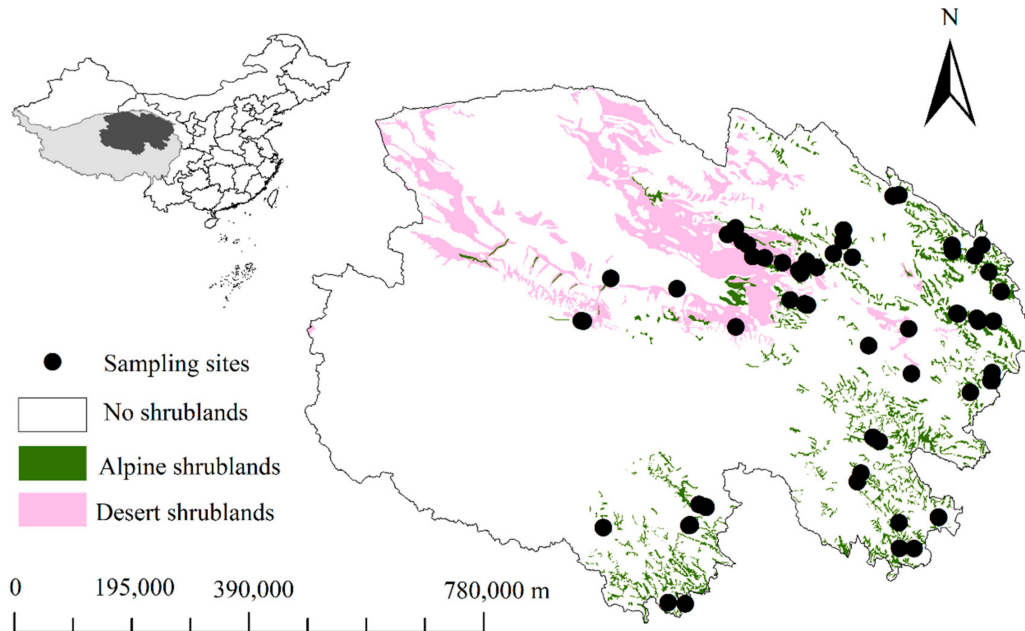 N
Sampling sites
No shrublands
Alpine shrublands
Desert shrublands
0 195,000 390,000 780,000 m